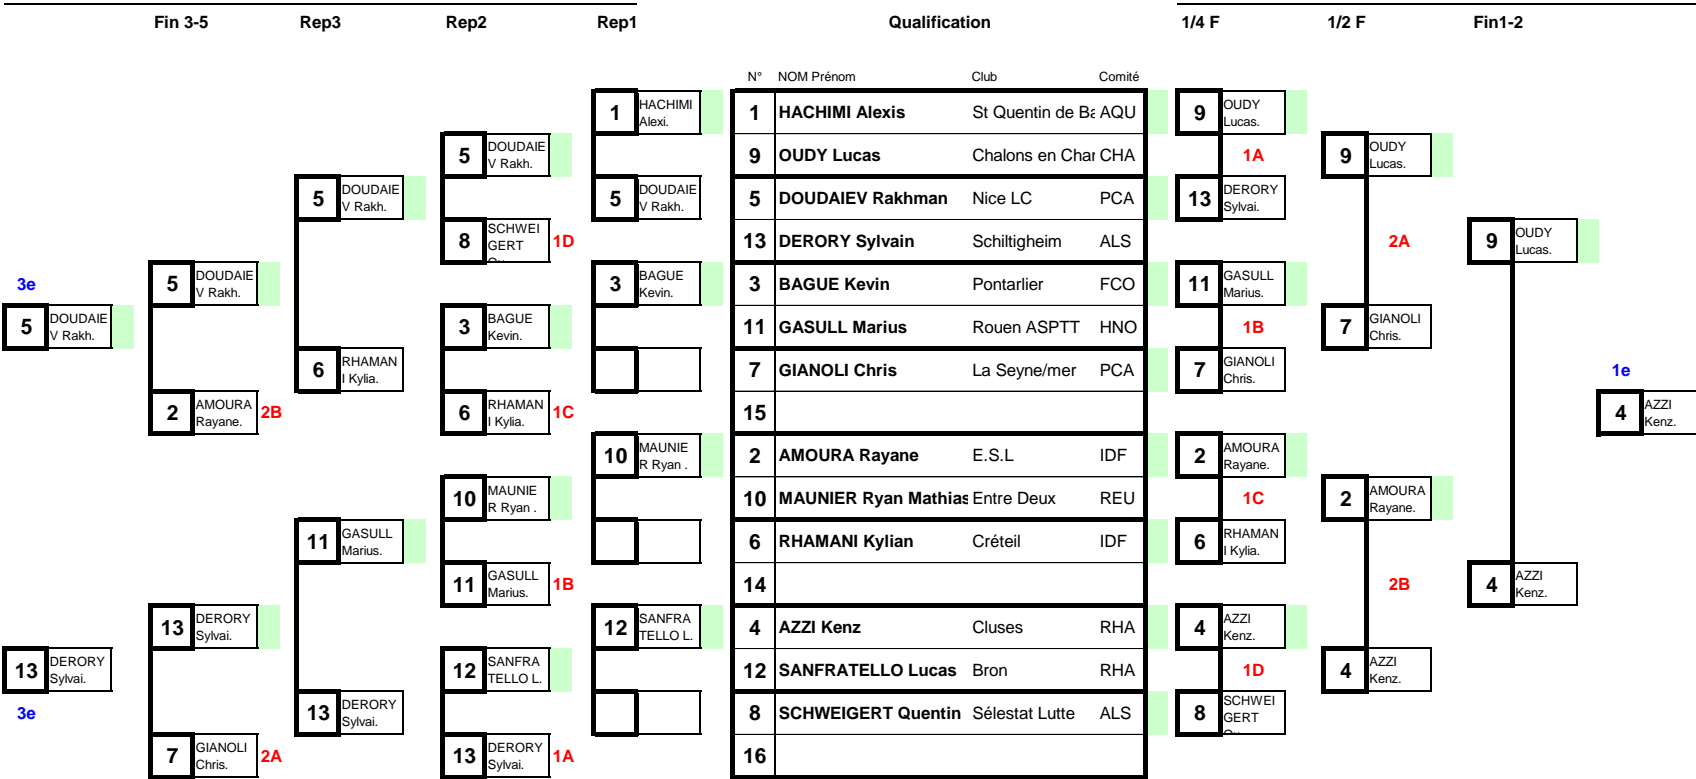 Fin 3-5 Rep3 Rep2 Rep1 Qualification 1/4 F 1/2 F Fin1-2
N° NOM Prénom Club Comité
1 HACHIMI Alexi. 1 HACHIMI Alexis St Quentin de Ba AQU 9 OUDY Lucas.
5 DOUDAIE V Rakh. 9 OUDY Lucas Chalons en Char CHA 1A 9 OUDY Lucas.
5 DOUDAIE V Rakh. 5 DOUDAIE V Rakh. 5 DOUDAIEV Rakhman Nice LC PCA 13 DERORY Sylvai.
8 SCHWEI GERT 1D 13 DERORY Sylvain Schiltigheim ALS 2A 9 OUDY Lucas.
3e 5 DOUDAIE V Rakh. 3 BAGUE Kevin. 3 BAGUE Kevin Pontarlier FCO 11 GASULL Marius.
5 DOUDAIE V Rakh. 3 BAGUE Kevin. 11 GASULL Marius Rouen ASPTT HNO 1B 7 GIANOLI Chris.
6 RHAMAN I Kylia. 7 GIANOLI Chris La Seyne/mer PCA 7 GIANOLI Chris. 1e
2 AMOURA Rayane. 2B 6 RHAMAN I Kylia. 1C 15 4 AZZI Kenz.
10 MAUNIE R Ryan . 2 AMOURA Rayane E.S.L IDF 2 AMOURA Rayane.
10 MAUNIE R Ryan . 10 MAUNIER Ryan Mathias Entre Deux REU 1C 2 AMOURA Rayane.
11 GASULL Marius. 6 RHAMANI Kylian Créteil IDF 6 RHAMAN I Kylia.
11 GASULL Marius. 1B 14 2B 4 AZZI Kenz.
13 DERORY Sylvai. 12 SANFRA TELLO L. 4 AZZI Kenz Cluses RHA 4 AZZI Kenz.
13 DERORY Sylvai. 12 SANFRA TELLO L. 12 SANFRATELLO Lucas Bron RHA 1D 4 AZZI Kenz.
3e 13 DERORY Sylvai. 8 SCHWEIGERT Quentin Sélestat Lutte ALS 8 SCHWEI GERT
7 GIANOLI Chris. 2A 13 DERORY Sylvai. 1A 16